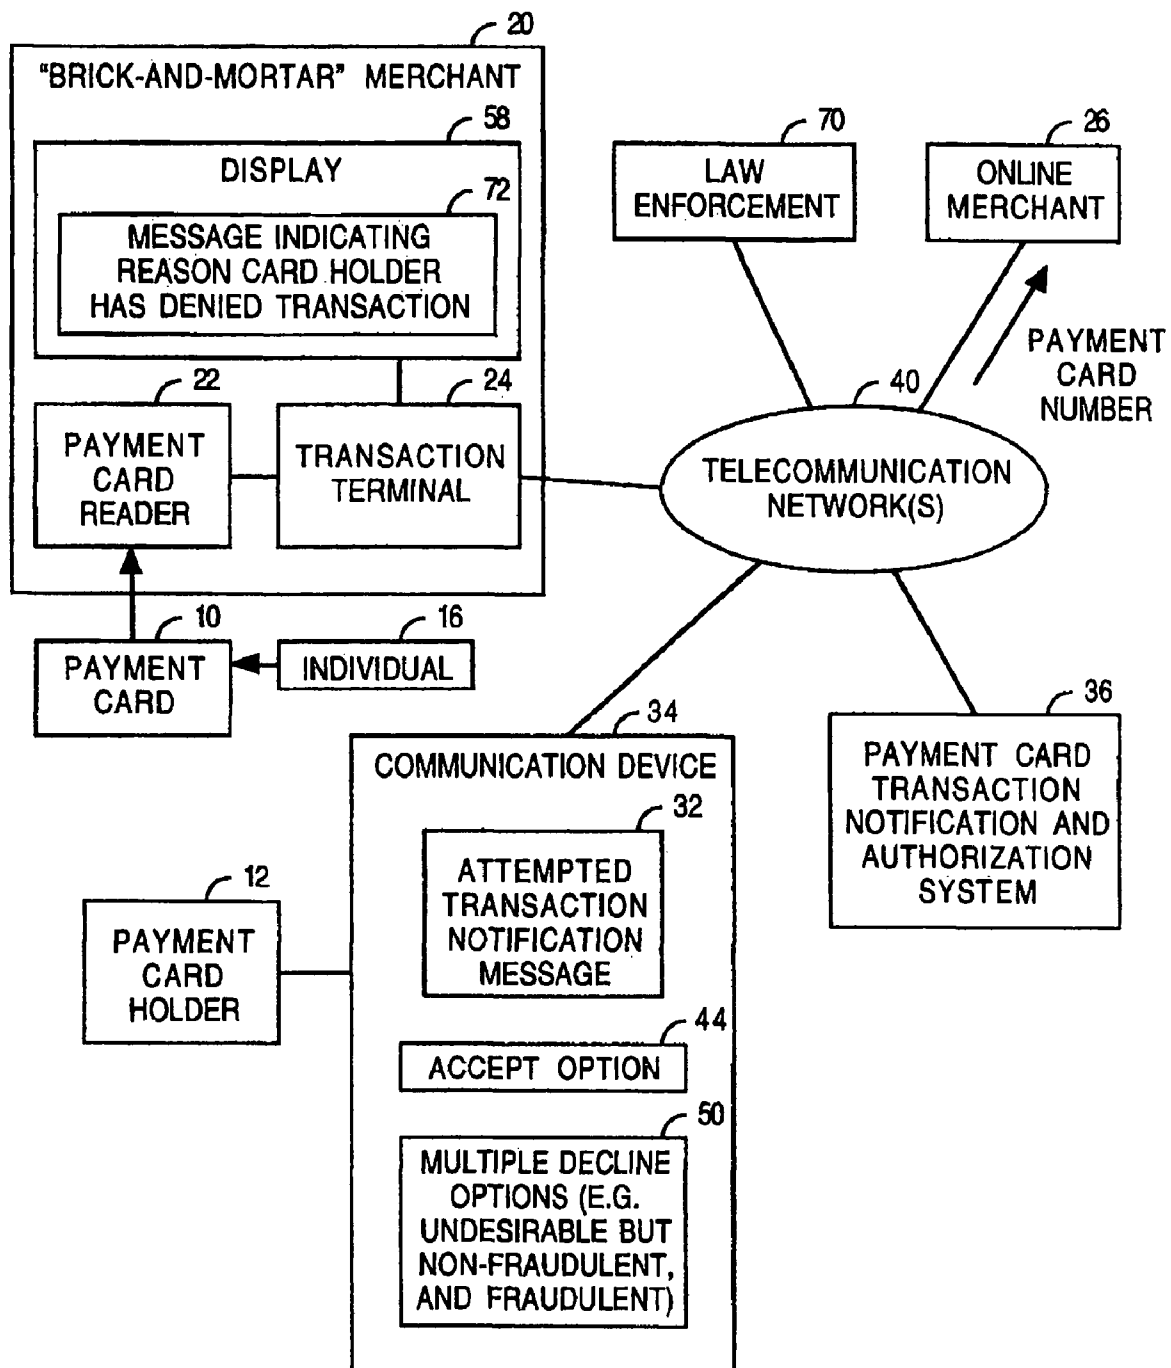 20
"BRICK-AND-MORTAR" MERCHANT
58
DISPLAY
72
MESSAGE INDICATING
REASON CARD HOLDER
HAS DENIED TRANSACTION
22
PAYMENT
CARD
READER
24
TRANSACTION
TERMINAL
70
LAW
ENFORCEMENT
26
ONLINE
MERCHANT
PAYMENT
CARD
NUMBER
40
TELECOMMUNICATION
NETWORK(S)
10
PAYMENT
CARD
16
INDIVIDUAL
34
COMMUNICATION DEVICE
32
ATTEMPTED
TRANSACTION
NOTIFICATION
MESSAGE
36
PAYMENT CARD
TRANSACTION
NOTIFICATION AND
AUTHORIZATION
SYSTEM
12
PAYMENT
CARD
HOLDER
44
ACCEPT OPTION
50
MULTIPLE DECLINE
OPTIONS (E.G.
UNDESIRABLE BUT
NON-FRAUDULENT,
AND FRAUDULENT)